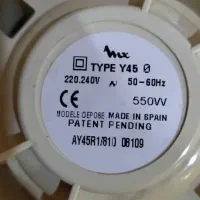 mx
TYPE Y45 Ø
220.240V ~ 50-60Hz
CE 550W
MODELE DEPOSE MADE IN SPAIN
PATENT PENDING
AY45R1/810 08109